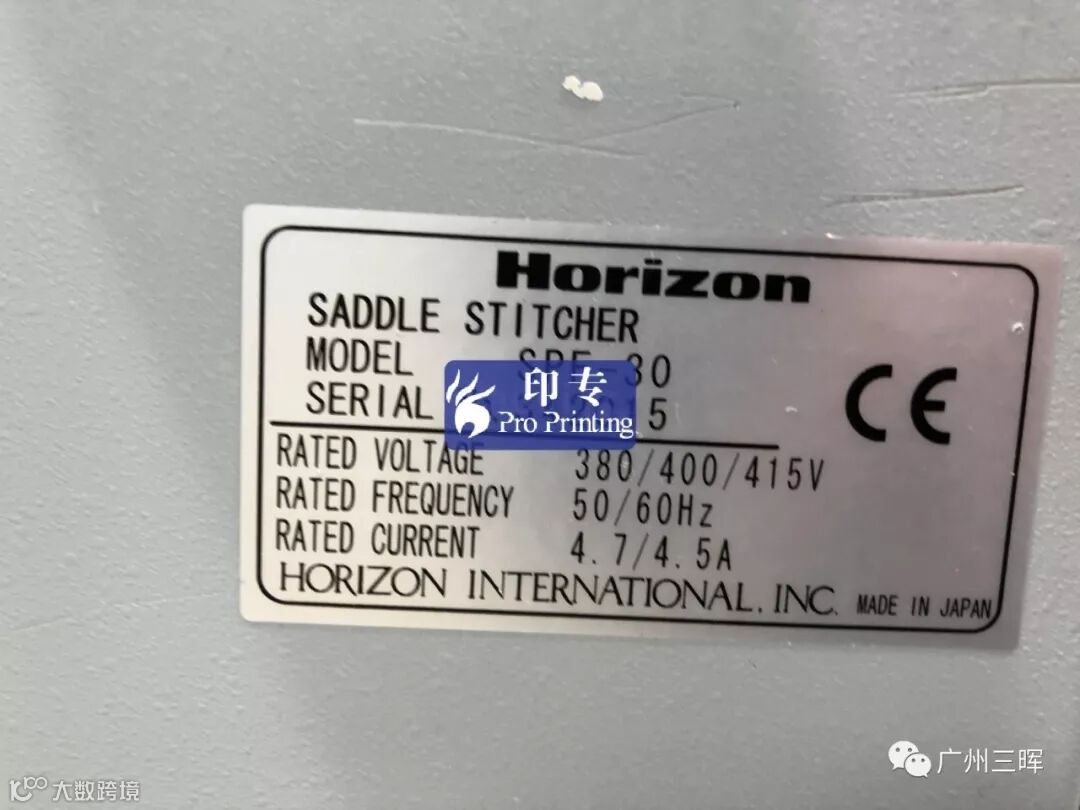 Horizon
SADDLE STITCHER
MODEL SPF-30
SERIAL
印专
Pro Printing
RATED VOLTAGE 380/400/415V
RATED FREQUENCY 50/60Hz
RATED CURRENT 4.7/4.5A
HORIZON INTERNATIONAL, INC. MADE IN JAPAN
CE
广州三晖
大数跨境